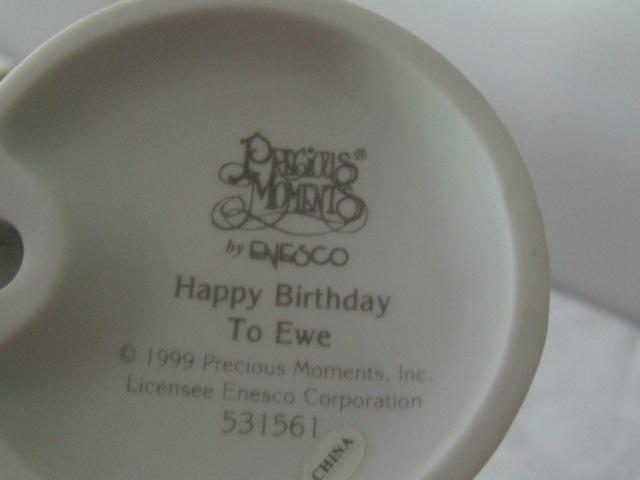 PRECIOUS®
MOMENTS
by ENESCO
Happy Birthday
To Ewe
© 1999 Precious Moments, Inc.
Licensee Enesco Corporation
531561
CHINA